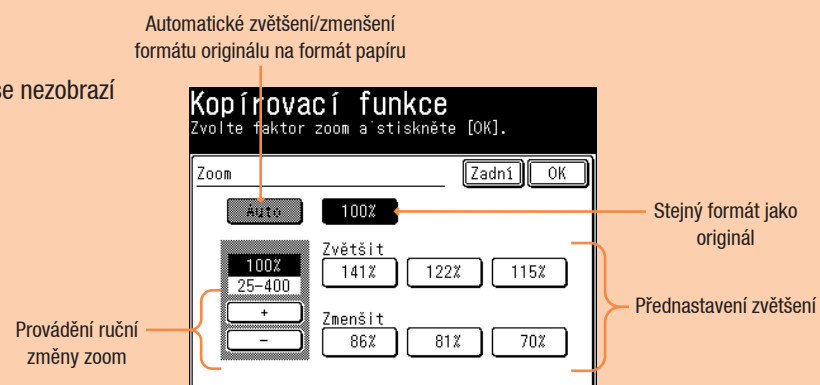 Automatické zvětšení/zmenšení
formátu originálu na formát papíru
se nezobrazí
Kopírovací funkce
Zvolte faktor zoom a stiskněte [OK].
Zoom
Zadní
OK
Auto
100%
Stejný formát jako
originál
100%
25-400
+
-
Zvětšit
141%
122%
115%
Zmenšit
86%
81%
70%
Přednastavení zvětšení
Provádění ruční
změny zoom